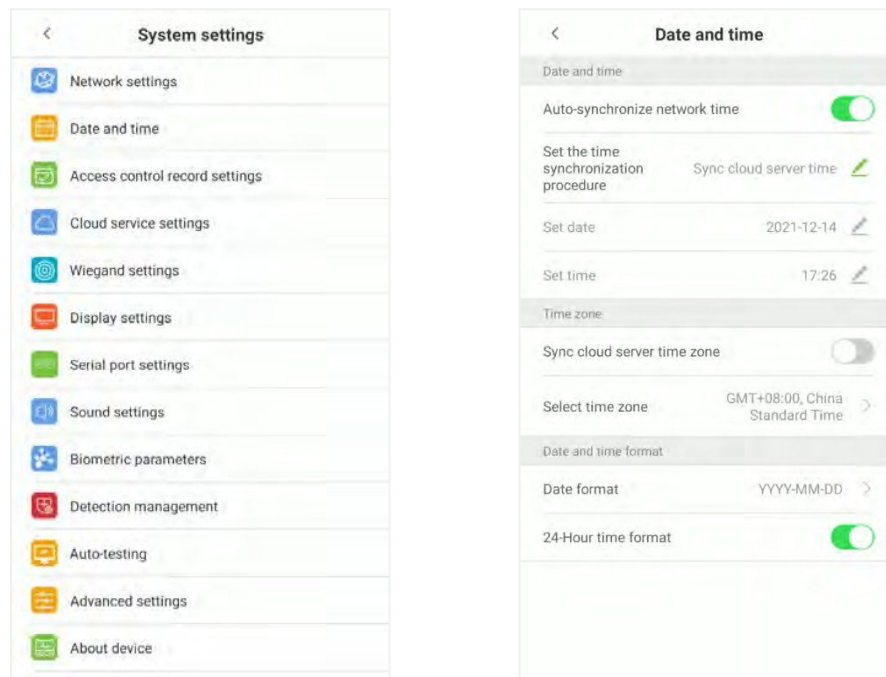 System settings
Network settings
Date and time
Access control record settings
Cloud service settings
Wiegand settings
Display settings
Serial port settings
Sound settings
Biometric parameters
Detection management
Auto-testing
Advanced settings
About device
Date and time
Date and time
Auto-synchronize network time
Set the time
synchronization
procedure
Sync cloud server time
Set date 2021-12-14
Set time 17:26
Time zone
Sync cloud server time zone
Select time zone
GMT+08:00, China
Standard Time
Date and time format
Date format YYYY-MM-DD
24-Hour time format